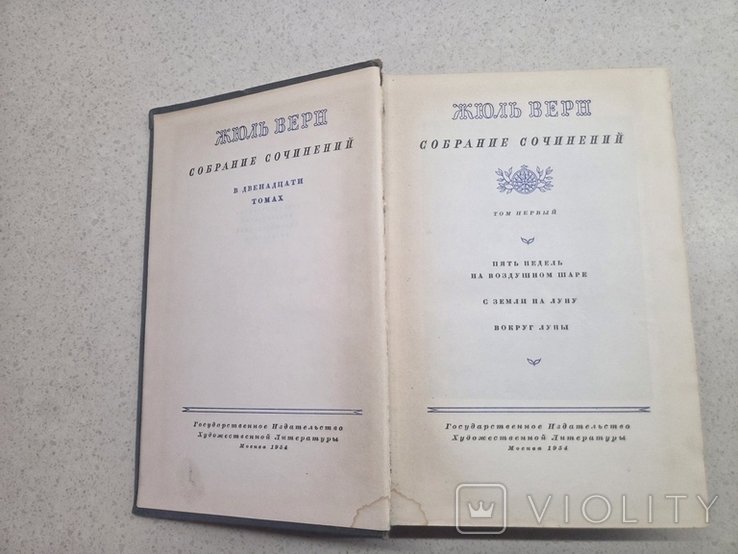 ЖЮЛЬ ВЕРН
СОБРАНИЕ СОЧИНЕНИЙ
В ДВЕНАДЦАТИ
ТОМАХ
Государственное Издательство
Художественной Литературы
Москва 1954
ЖЮЛЬ ВЕРН
СОБРАНИЕ СОЧИНЕНИЙ
ТОМ ПЕРВЫЙ
ПЯТЬ НЕДЕЛЬ
НА ВОЗДУШНОМ ШАРЕ
С ЗЕМЛИ НА ЛУНУ
ВОКРУГ ЛУНЫ
Государственное Издательство
Художественной Литературы
Москва 1954
VIOLITY